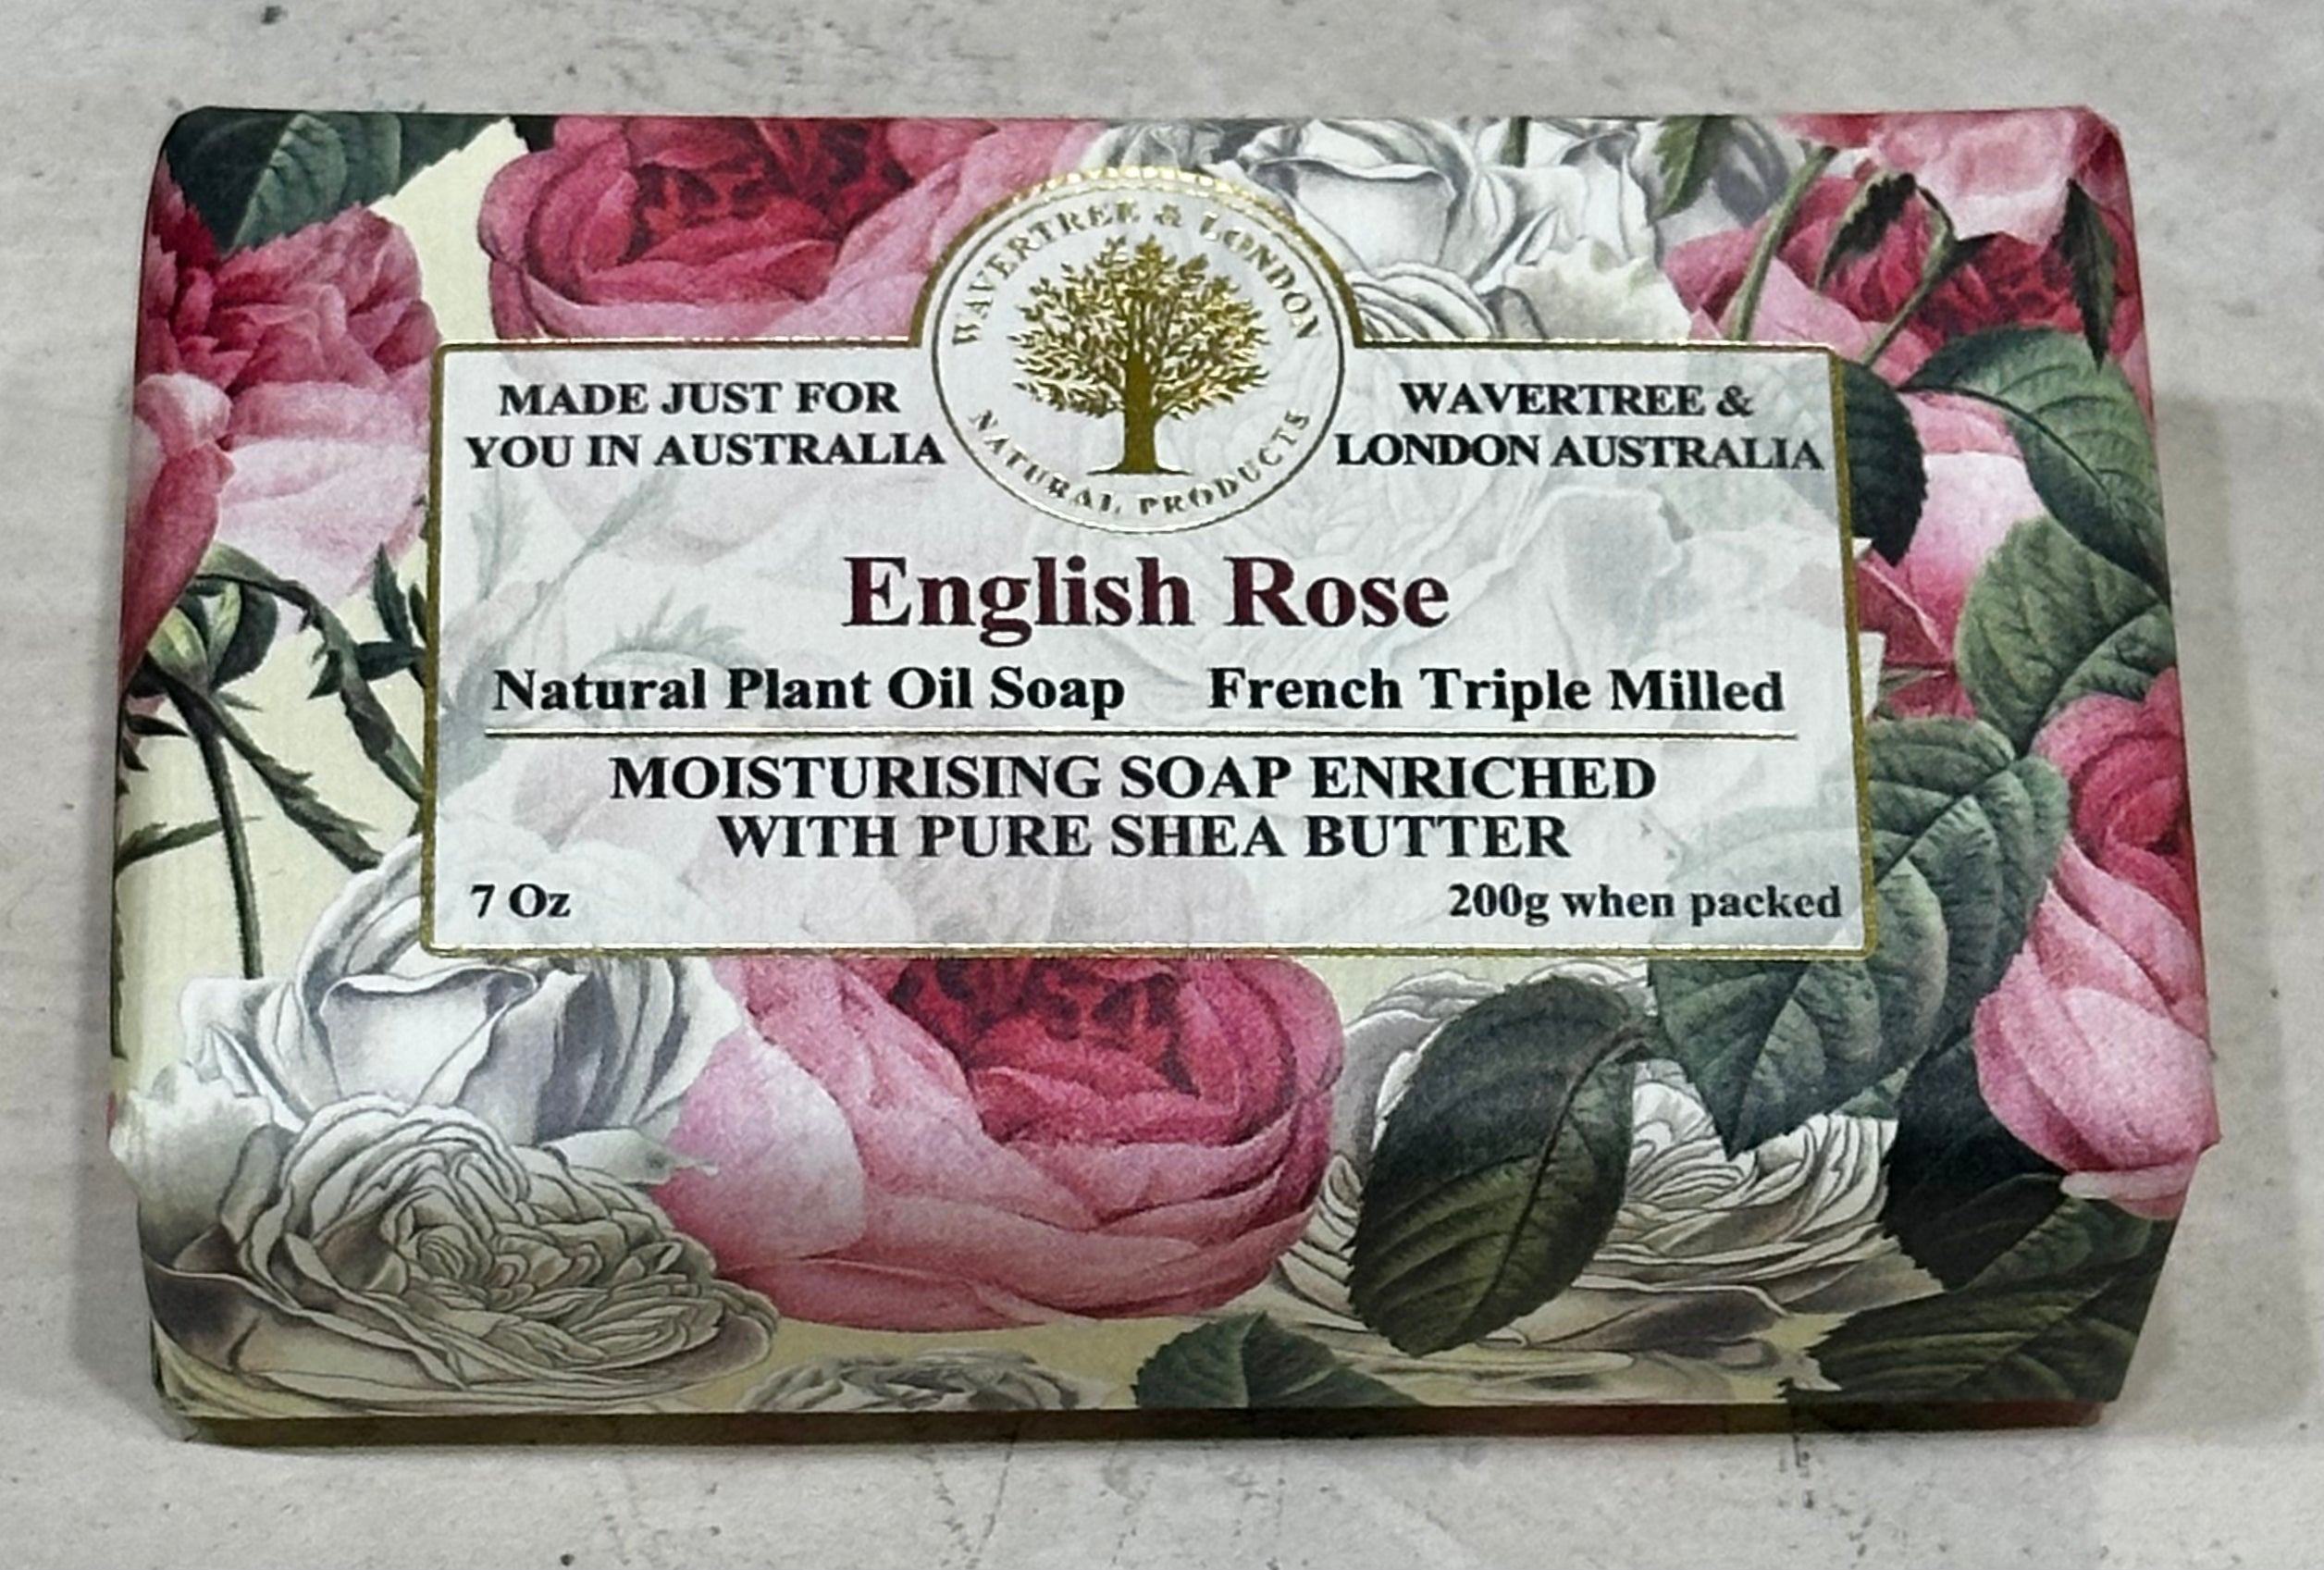 WAVERTREE & LONDON
NATURAL PRODUCTS
MADE JUST FOR
YOU IN AUSTRALIA
WAVERTREE &
LONDON AUSTRALIA
English Rose
Natural Plant Oil Soap French Triple Milled
MOISTURISING SOAP ENRICHED
WITH PURE SHEA BUTTER
7 Oz 200g when packed